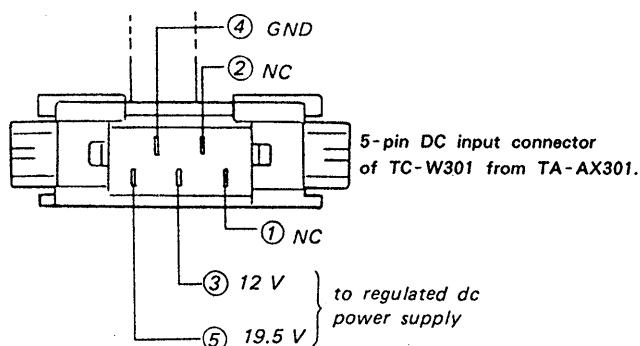 ④ GND
② NC
5-pin DC input connector
of TC-W301 from TA-AX301.
① NC
③ 12 V
to regulated dc
power supply
⑤ 19.5 V